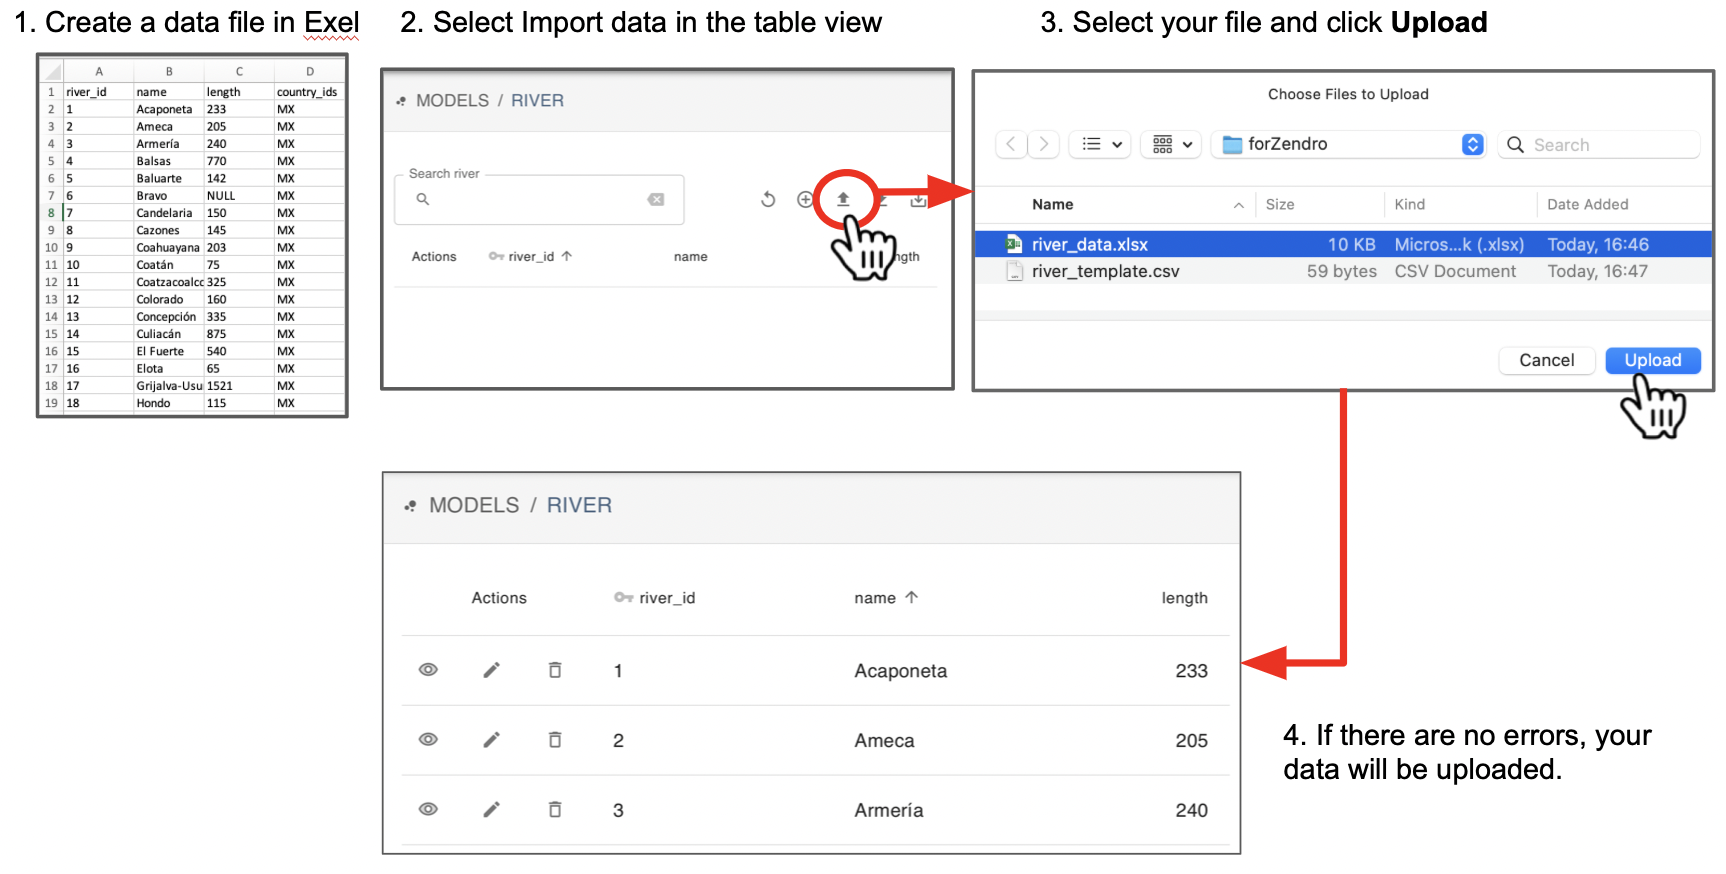 1. Create a data file in Exel
2. Select Import data in the table view
3. Select your file and click Upload
A B C D
1 river_id name length country_ids
2 1 Acaponeta 233 MX
3 2 Ameca 205 MX
4 3 Armería 240 MX
5 4 Balsas 770 MX
6 5 Baluarte 142 MX
7 6 Bravo NULL MX
8 7 Candelaria 150 MX
9 8 Cazones 145 MX
10 9 Coahuayana 203 MX
11 10 Coatán 75 MX
12 11 Coatzacoalco 325 MX
13 12 Colorado 160 MX
14 13 Concepción 335 MX
15 14 Culiacán 875 MX
16 15 El Fuerte 540 MX
17 16 Elota 65 MX
18 17 Grijalva-Usu 1521 MX
19 18 Hondo 115 MX
MODELS / RIVER
Search river
Actions river_id name ngth
Choose Files to Upload
forZendro Search
Name Size Kind Date Added
river_data.xlsx 10 KB Micros...k (.xlsx) Today, 16:46
river_template.csv 59 bytes CSV Document Today, 16:47
Cancel Upload
MODELS / RIVER
Actions river_id name length
1 Acaponeta 233
2 Ameca 205
3 Armería 240
4. If there are no errors, your
data will be uploaded.